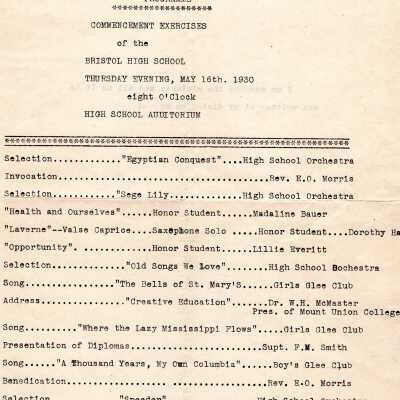 PROGRAMME
**********************
COMMENCEMENT EXERCISES
of the
BRISTOL HIGH SCHOOL
THURSDAY EVENING, MAY 16th. 1930
eight O'Clock
HIGH SCHOOL AUDITORIUM
Selection............"Egyptian Conquest"....High School Orchestra
Invocation...............................Rev. E.O. Morris
Selection............"Sege Lily.............High School Orchestra
"Health and Ourselves"......Honor Student....Madaline Bauer
"Laverne"--Valse Caprice....Saxophone Solo ....Honor Student....Dorothy Ha
"Opportunity". ............Honor Student.....Lillie Everitt
Selection............"Old Songs We Love".......High School Oochestra
Song..............."The Bells of St. Mary'S.....Girls Glee Club
Address............."Creative Education"......Dr. W.H. McMaster
Pres. of Mount Union College
Song........."Where the Lazy Mississippi Flows"....Girls Glee Club
Presentation of Diplomas...............Supt. F.M. Smith
Song......"A Thousand Years, My Own Columbia"....Boy's Glee Club
Benedication...............................Rev. E.O. Morris